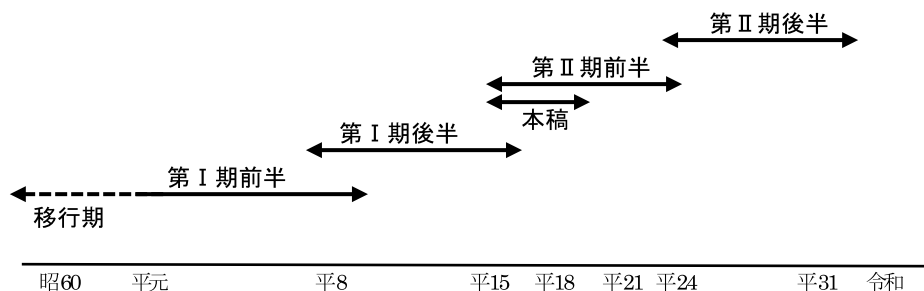 第Ⅱ期後半
第Ⅱ期前半
本稿
第Ⅰ期後半
第Ⅰ期前半
移行期
昭60 平元 平8 平15 平18 平21 平24 平31 令和